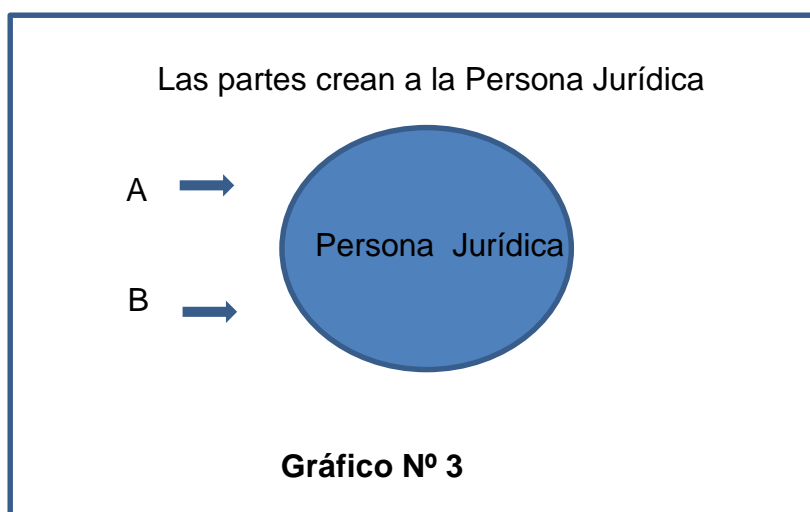 Las partes crean a la Persona Jurídica
A
Persona Jurídica
B
Gráfico Nº 3